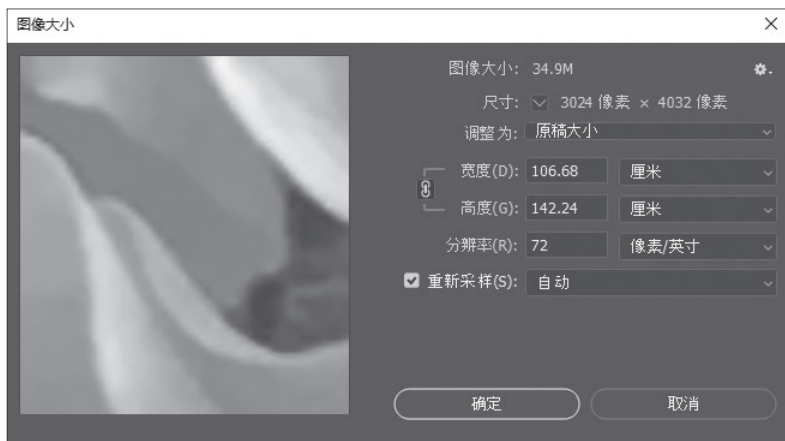 图像大小
图像大小: 34.9M
尺寸: 3024 像素 × 4032 像素
调整为: 原稿大小
宽度(D): 106.68 厘米
高度(G): 142.24 厘米
分辨率(R): 72 像素/英寸
重新采样(S): 自动
确定 取消